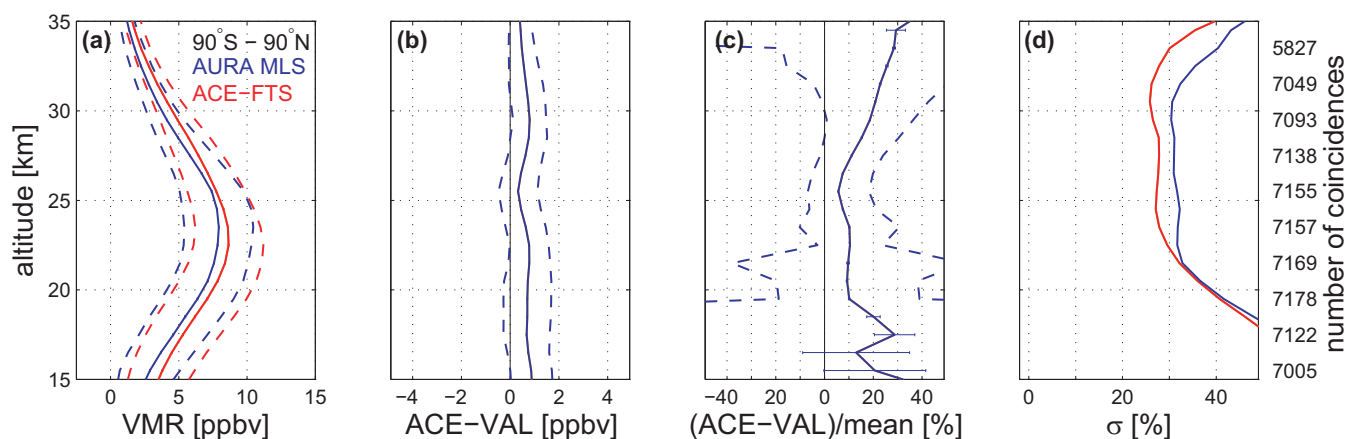 (a)
90°S − 90°N
AURA MLS
ACE−FTS
(b)
(c)
(d)
altitude [km]
35
30
25
20
15
0 5 10 15
VMR [ppbv]
−4 −2 0 2 4
ACE−VAL [ppbv]
−40 −20 0 20 40
(ACE−VAL)/mean [%]
0 20 40
σ [%]
5827
7049
7093
7138
7155
7157
7169
7178
7122
7005
number of coincidences